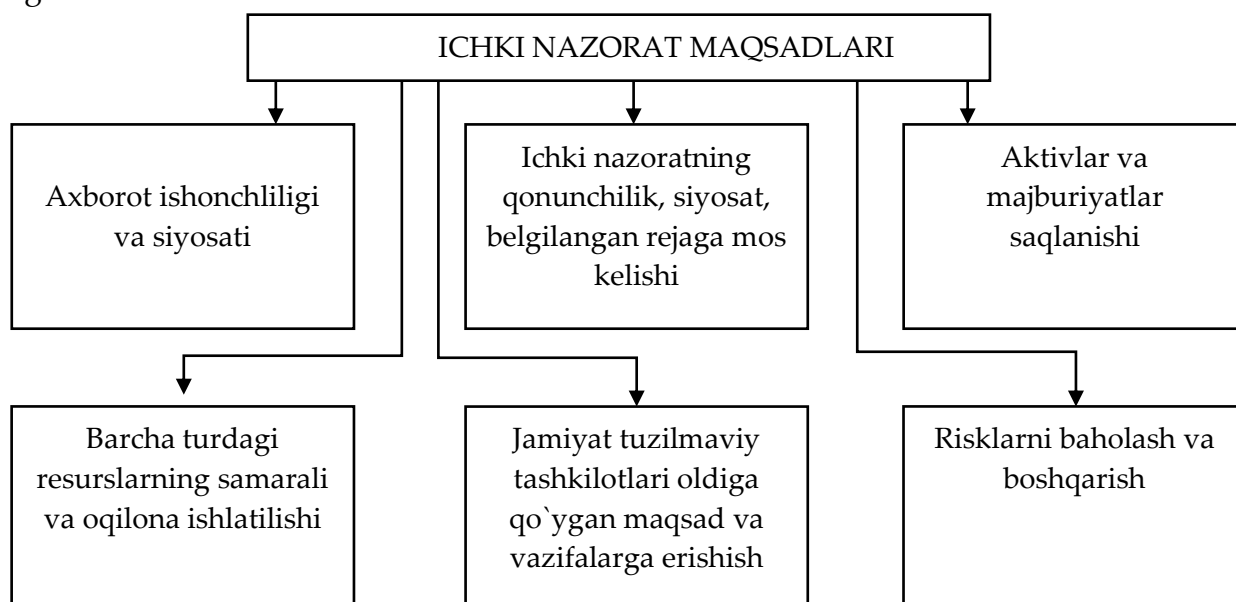 ICHKI NAZORAT MAQSADLARI
Axborot ishonchliligi
va siyosati
Ichki nazoratning
qonunchilik, siyosat,
belgilangan rejaga mos
kelishi
Aktivlar va
majburiyatlar
saqlanishi
Barcha turdagi
resurslarning samarali
va oqilona ishlatilishi
Jamiyat tuzilmaviy
tashkilotlari oldiga
qo`ygan maqsad va
vazifalarga erishish
Risklarni baholash va
boshqarish